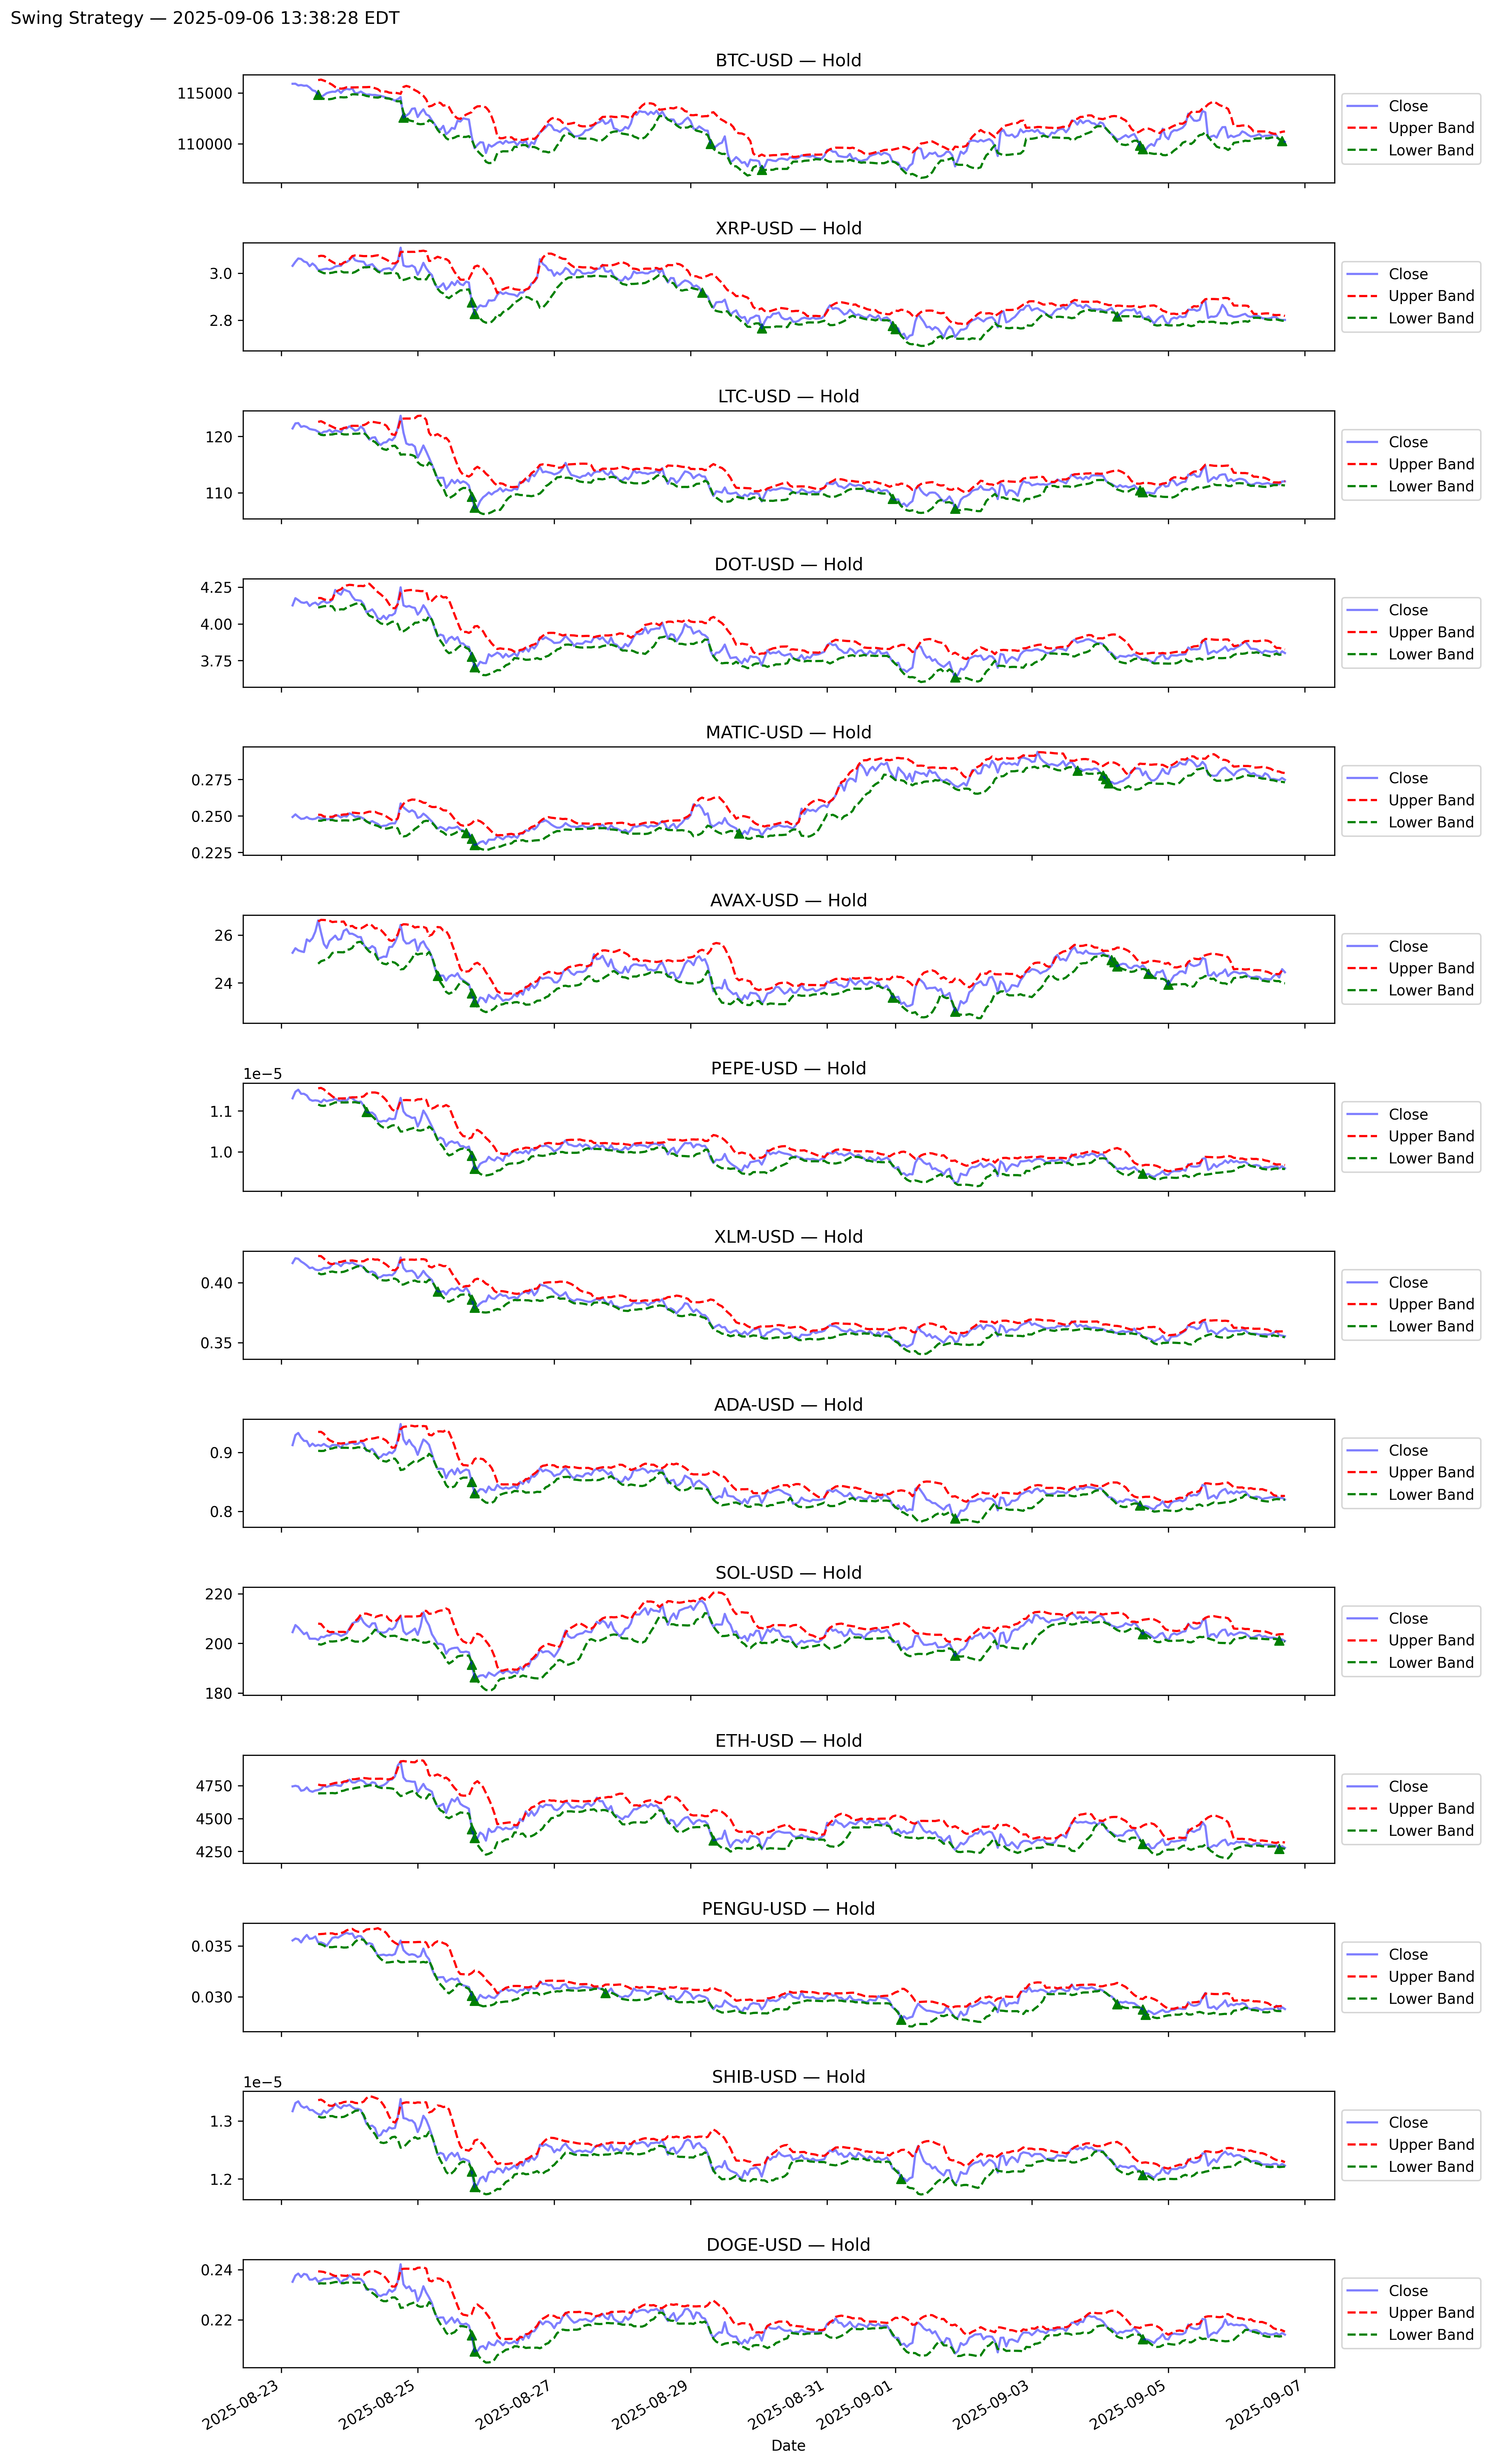 Swing Strategy — 2025-09-06 13:38:28 EDT
BTC-USD — Hold
115000
110000
Close
Upper Band
Lower Band
XRP-USD — Hold
3.0
2.8
Close
Upper Band
Lower Band
LTC-USD — Hold
120
110
Close
Upper Band
Lower Band
DOT-USD — Hold
4.25
4.00
3.75
Close
Upper Band
Lower Band
MATIC-USD — Hold
0.275
0.250
0.225
Close
Upper Band
Lower Band
AVAX-USD — Hold
26
24
Close
Upper Band
Lower Band
PEPE-USD — Hold
1e−5
1.1
1.0
Close
Upper Band
Lower Band
XLM-USD — Hold
0.40
0.35
Close
Upper Band
Lower Band
ADA-USD — Hold
0.9
0.8
Close
Upper Band
Lower Band
SOL-USD — Hold
220
200
180
Close
Upper Band
Lower Band
ETH-USD — Hold
4750
4500
4250
Close
Upper Band
Lower Band
PENGU-USD — Hold
0.035
0.030
Close
Upper Band
Lower Band
SHIB-USD — Hold
1e−5
1.3
1.2
Close
Upper Band
Lower Band
DOGE-USD — Hold
0.24
0.22
Close
Upper Band
Lower Band
2025-08-23
2025-08-25
2025-08-27
2025-08-29
2025-08-31
2025-09-01
2025-09-03
2025-09-05
2025-09-07
Date